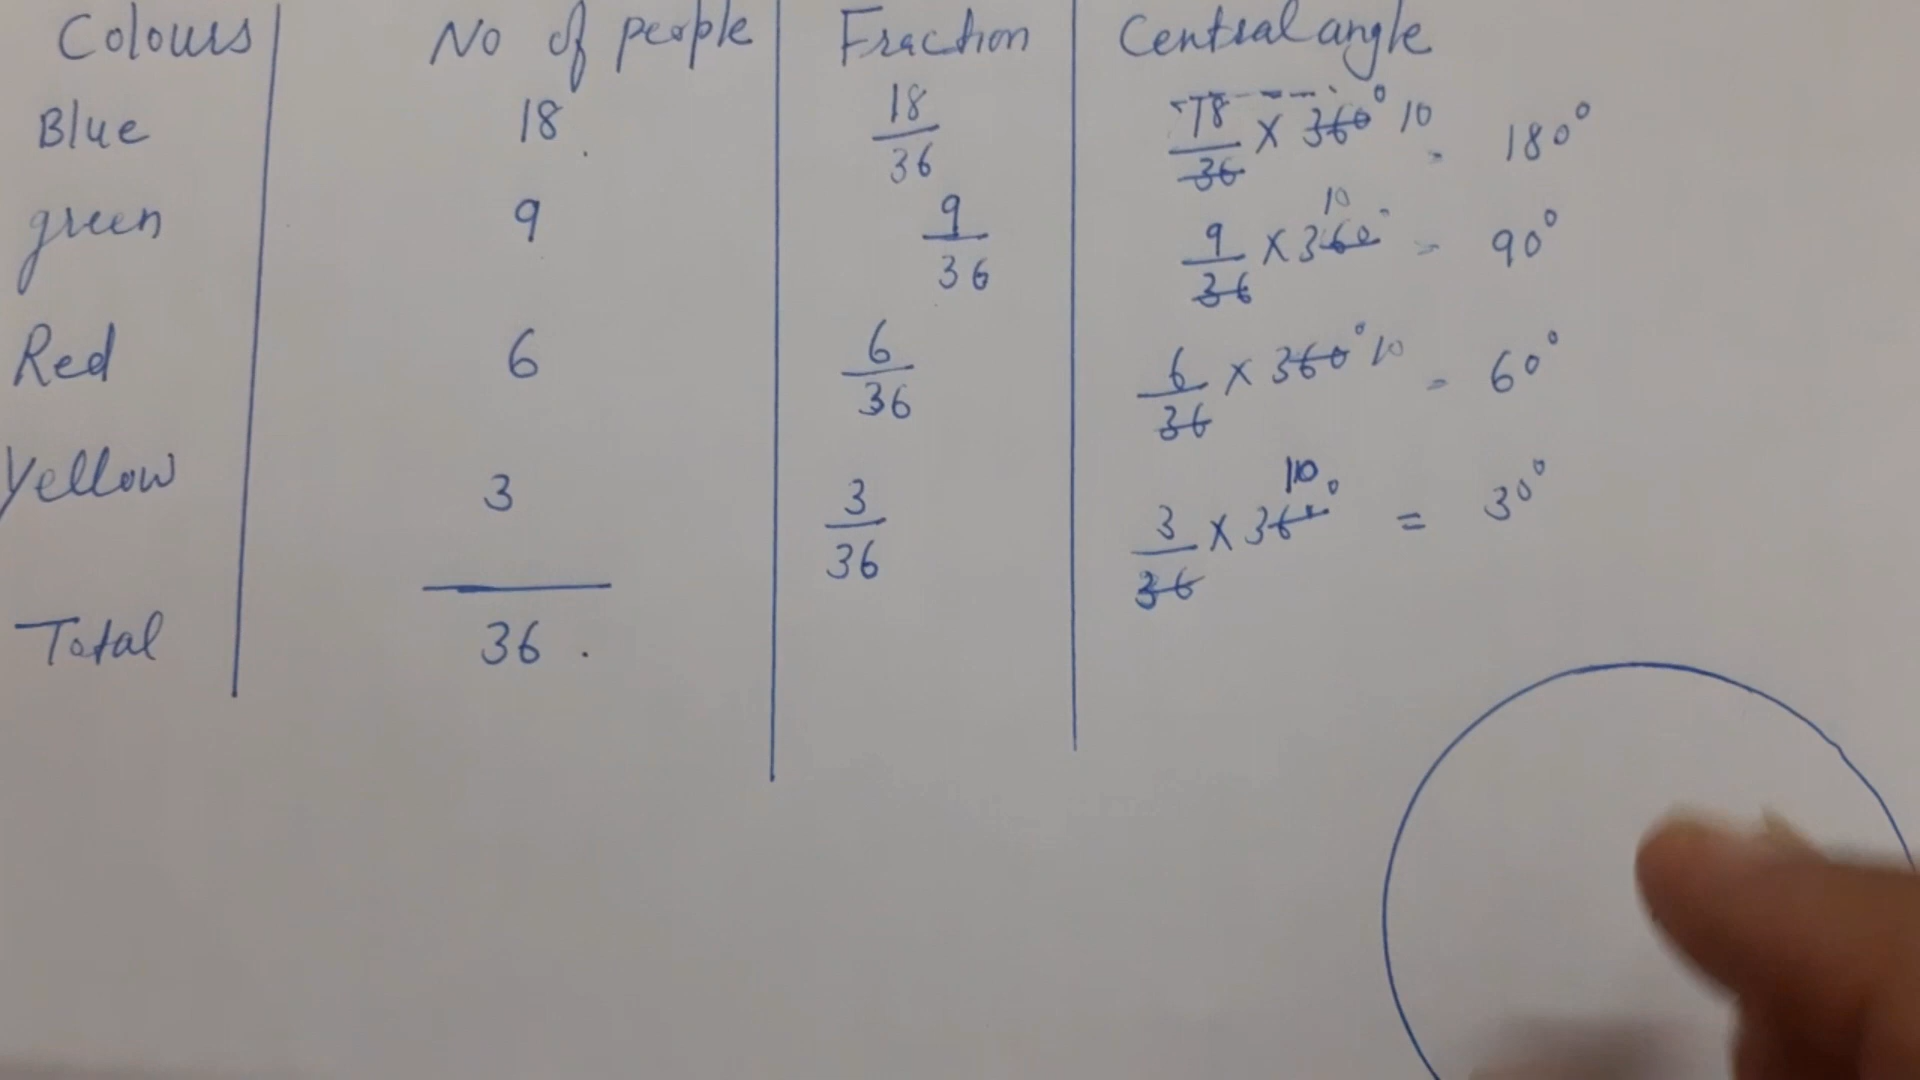 Colours No of people Fraction Central angle
Blue 18 18/36 18/36 × 360° 10 = 180°
green 9 9/36 9/36 × 360° 10 = 90°
Red 6 6/36 6/36 × 360° 10 = 60°
Yellow 3 3/36 3/36 × 360° 10 = 30°
Total 36